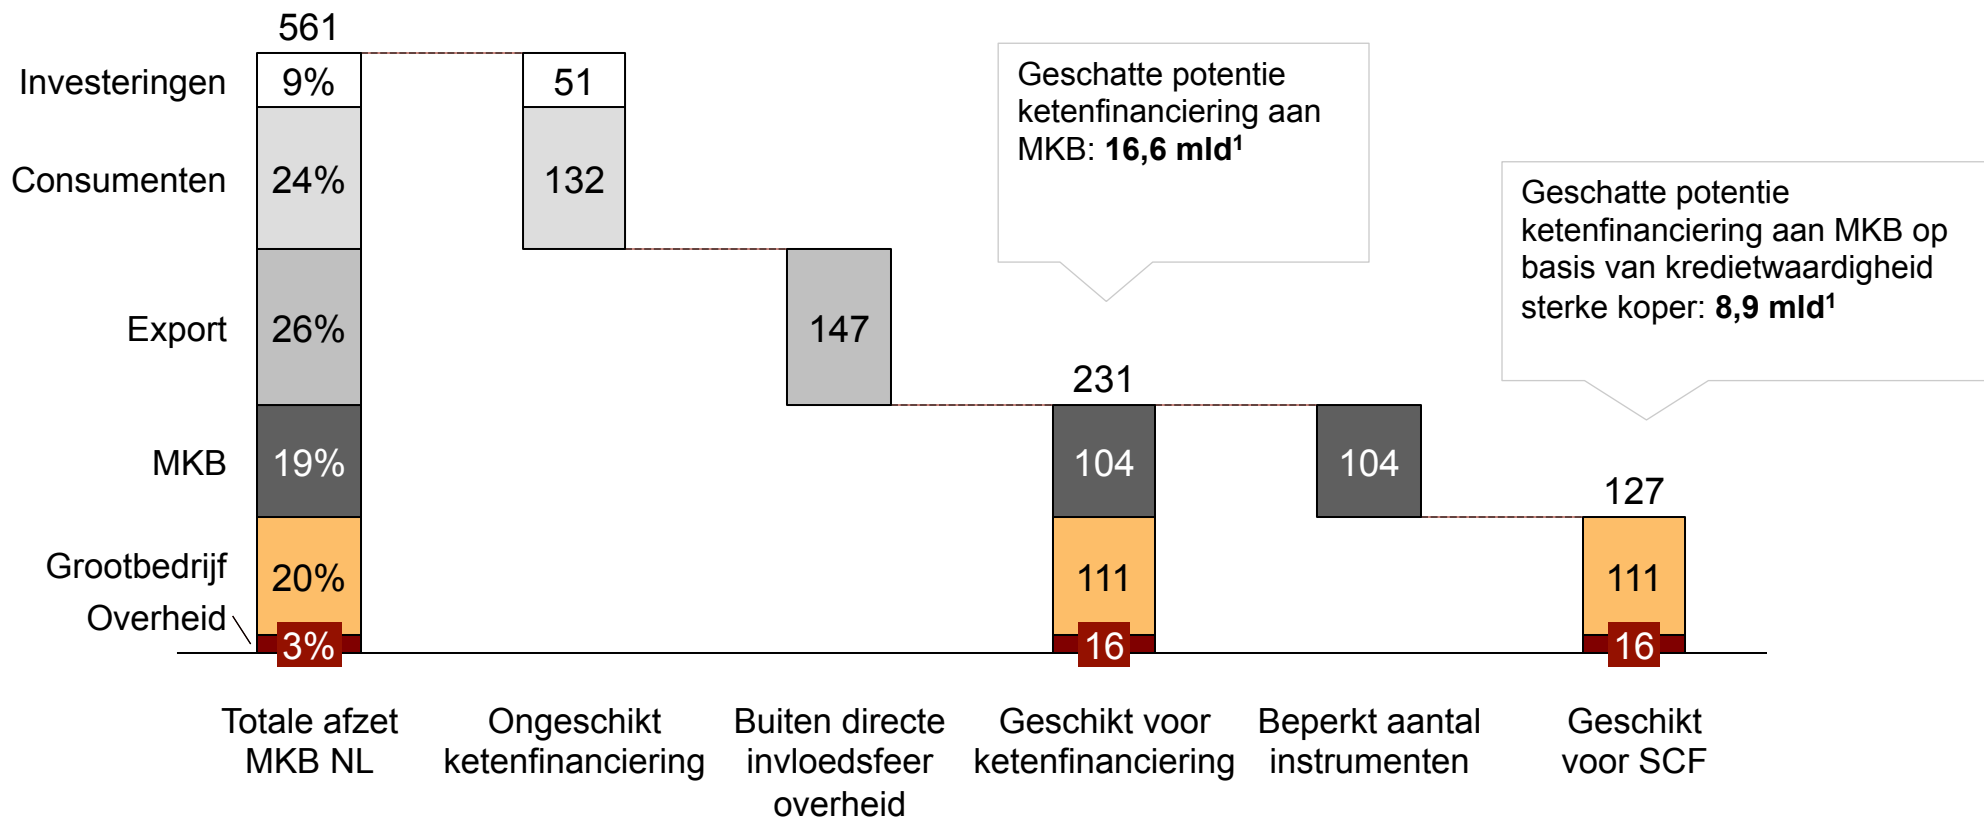 561
Investeringen
9%
51
Consumenten
24%
132
Export
26%
147
MKB
19%
231
104
104
127
Grootbedrijf
20%
111
111
Overheid
3%
16
16
Geschatte potentie
ketenfinanciering aan
MKB: 16,6 mld¹
Geschatte potentie
ketenfinanciering aan MKB op
basis van kredietwaardigheid
sterke koper: 8,9 mld¹
Totale afzet
MKB NL
Ongeschikt
ketenfinanciering
Buiten directe
invloedsfeer
overheid
Geschikt voor
ketenfinanciering
Beperkt aantal
instrumenten
Geschikt
voor SCF